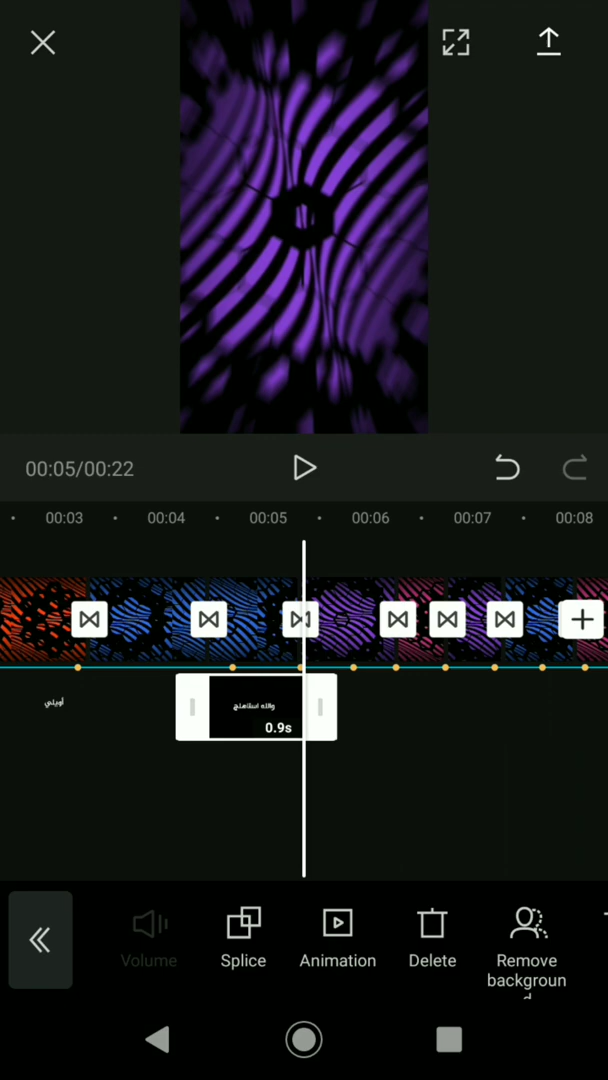 00:05/00:22
00:03
00:04
00:05
00:06
00:07
00:08
أويلي
والله اسلاهنج
0.9s
Volume
Splice
Animation
Delete
Remove
backgroun
d